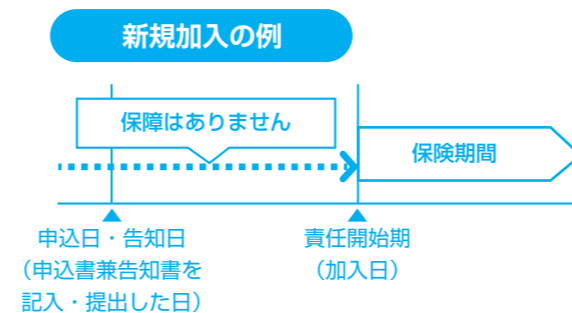 新規加入の例
保障はありません
保険期間
申込日・告知日
（申込書兼告知書を
記入・提出した日）
責任開始期
（加入日）